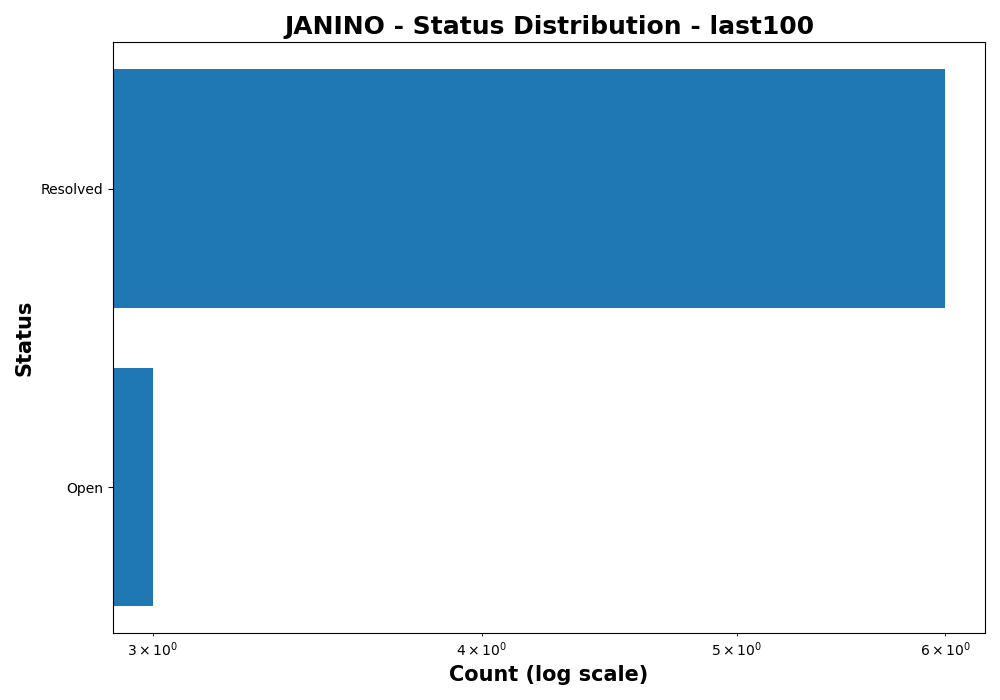 JANINO - Status Distribution - last100
Resolved
Open
Status
3 × 10⁰ 4 × 10⁰ 5 × 10⁰ 6 × 10⁰
Count (log scale)